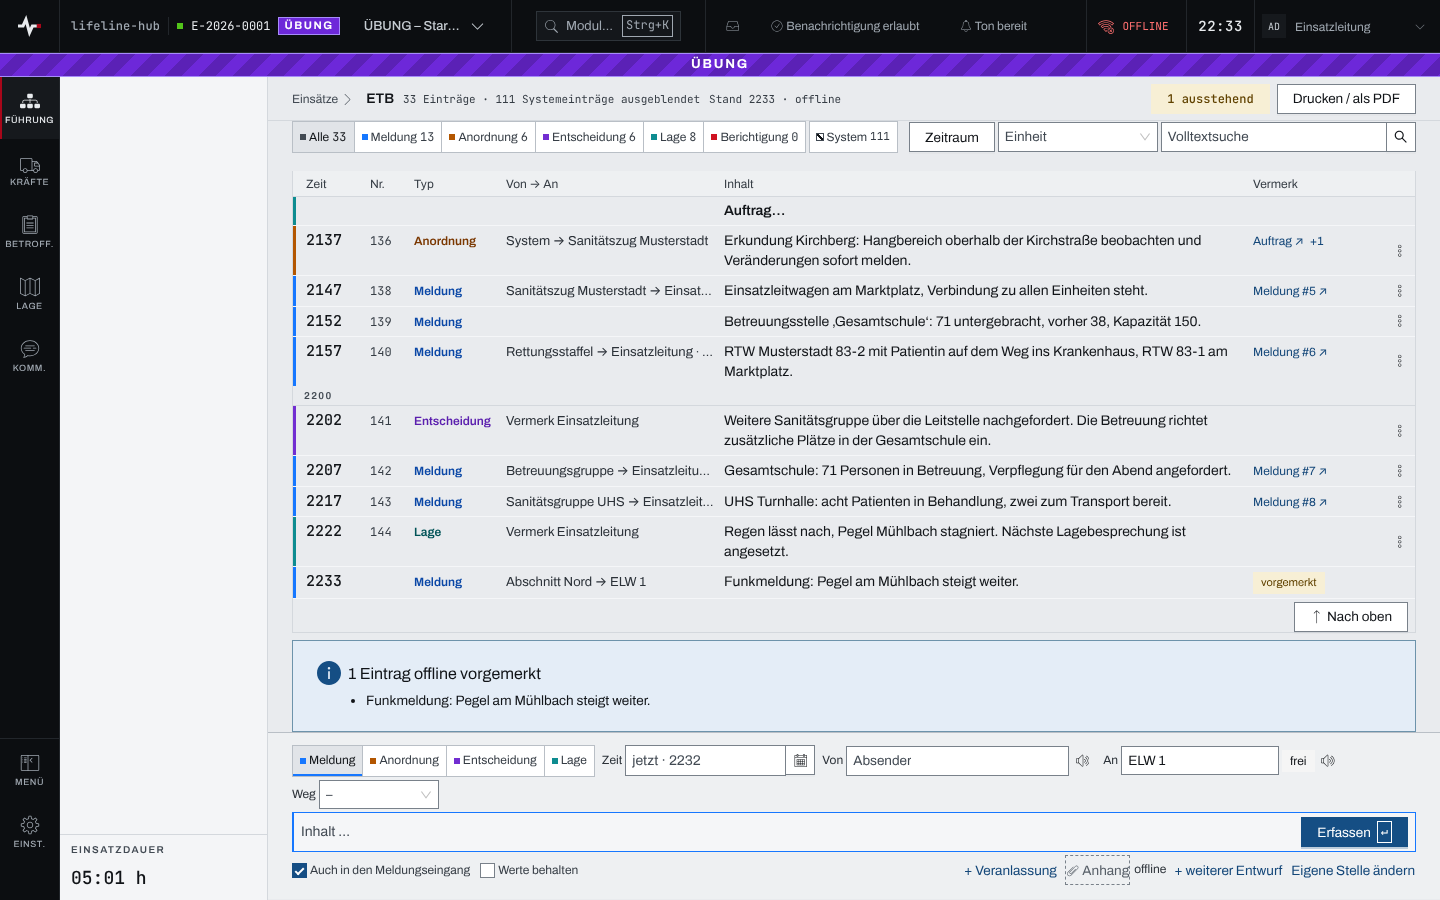 lifeline-hub E-2026-0001 ÜBUNG ÜBUNG – Star... Modul... Strg+K Benachrichtigung erlaubt Ton bereit OFFLINE 22:33 AD Einsatzleitung
ÜBUNG
FÜHRUNG
KRÄFTE
BETROFF.
LAGE
KOMM.
MENÜ
EINST.
EINSATZDAUER
05:01 h
Einsätze ETB 33 Einträge · 111 Systemeinträge ausgeblendet Stand 2233 · offline 1 ausstehend Drucken / als PDF
Alle 33 Meldung 13 Anordnung 6 Entscheidung 6 Lage 8 Berichtigung 0 System 111 Zeitraum Einheit Volltextsuche
Zeit Nr. Typ Von → An Inhalt Vermerk
Auftrag...
2137 136 Anordnung System → Sanitätszug Musterstadt Erkundung Kirchberg: Hangbereich oberhalb der Kirchstraße beobachten und Auftrag ↗ +1
Veränderungen sofort melden.
2147 138 Meldung Sanitätszug Musterstadt → Einsat... Einsatzleitwagen am Marktplatz, Verbindung zu allen Einheiten steht. Meldung #5 ↗
2152 139 Meldung Betreuungsstelle ‚Gesamtschule‘: 71 untergebracht, vorher 38, Kapazität 150.
2157 140 Meldung Rettungsstaffel → Einsatzleitung · ... RTW Musterstadt 83-2 mit Patientin auf dem Weg ins Krankenhaus, RTW 83-1 am Meldung #6 ↗
Marktplatz.
2200
2202 141 Entscheidung Vermerk Einsatzleitung Weitere Sanitätsgruppe über die Leitstelle nachgefordert. Die Betreuung richtet
zusätzliche Plätze in der Gesamtschule ein.
2207 142 Meldung Betreuungsgruppe → Einsatzleitu... Gesamtschule: 71 Personen in Betreuung, Verpflegung für den Abend angefordert. Meldung #7 ↗
2217 143 Meldung Sanitätsgruppe UHS → Einsatzleit... UHS Turnhalle: acht Patienten in Behandlung, zwei zum Transport bereit. Meldung #8 ↗
2222 144 Lage Vermerk Einsatzleitung Regen lässt nach, Pegel Mühlbach stagniert. Nächste Lagebesprechung ist
angesetzt.
2233 Meldung Abschnitt Nord → ELW 1 Funkmeldung: Pegel am Mühlbach steigt weiter. vorgemerkt
↑ Nach oben
1 Eintrag offline vorgemerkt
• Funkmeldung: Pegel am Mühlbach steigt weiter.
Meldung Anordnung Entscheidung Lage Zeit jetzt · 2232 Von Absender An ELW 1 frei
Weg –
Inhalt ... Erfassen ↵
Auch in den Meldungseingang Werte behalten + Veranlassung Anhang offline + weiterer Entwurf Eigene Stelle ändern